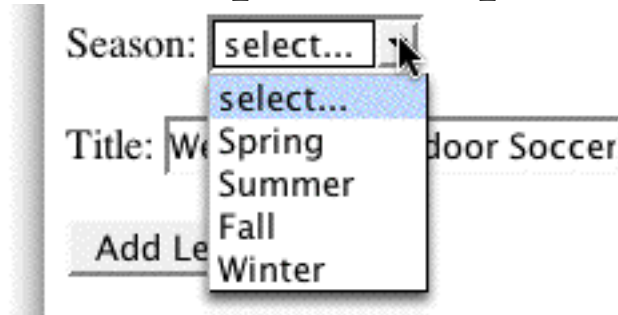 Season: select...
select...
Title: We Spring door Soccer
Summer
Fall
Add Le
Winter